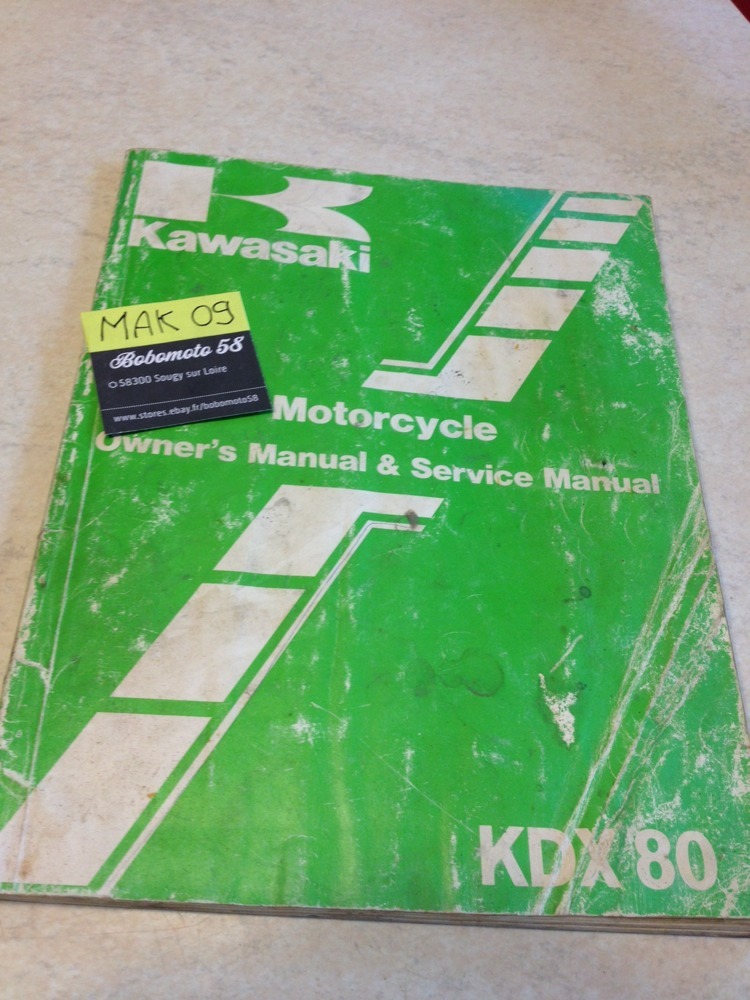 Kawasaki
MAK 09
Bobomoto 58
58300 Sougy sur Loire
www.stores.ebay.fr/bobomoto58
Motorcycle
Owner's Manual & Service Manual
KDX 80